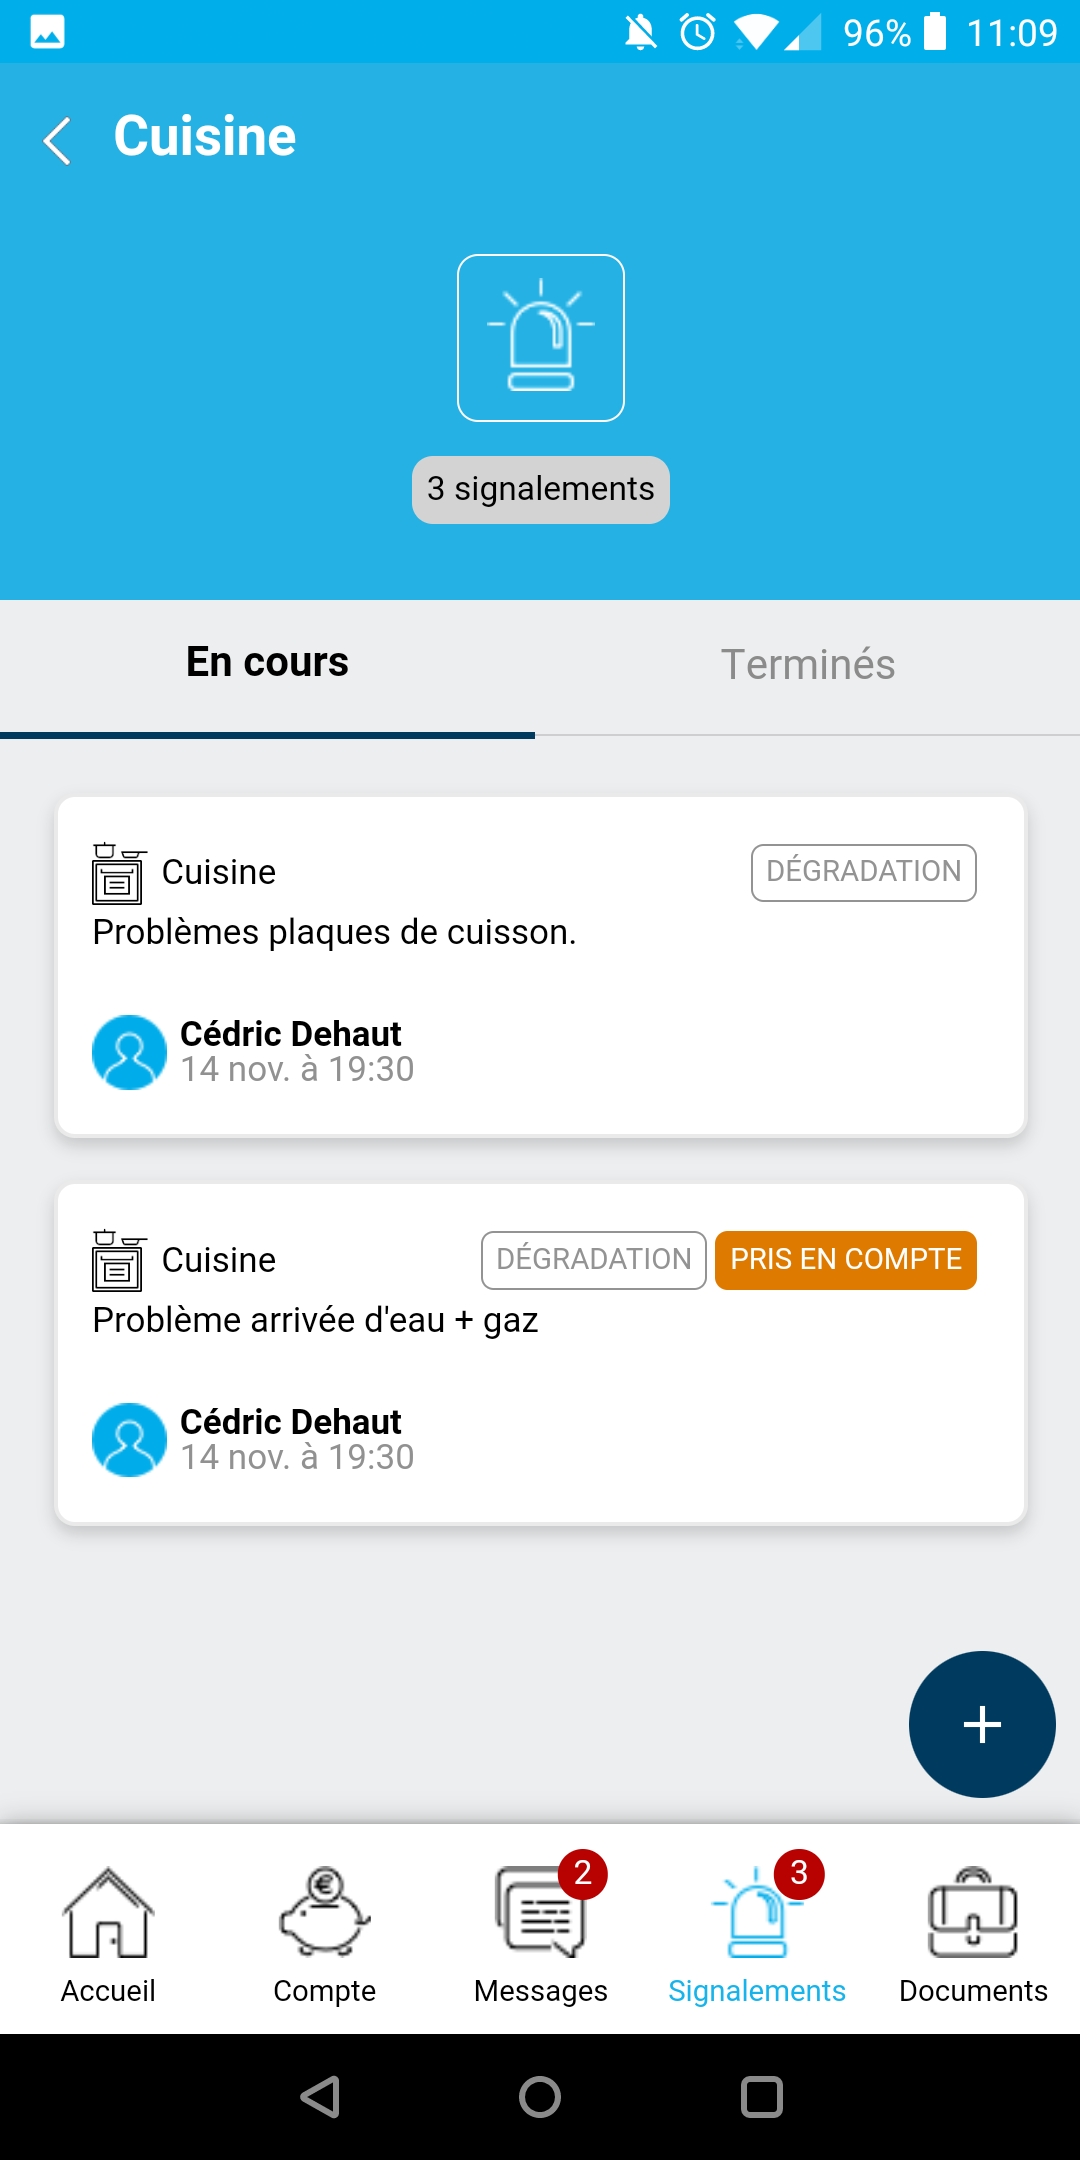 96% 11:09
Cuisine
3 signalements
En cours Terminés
Cuisine DÉGRADATION
Problèmes plaques de cuisson.
Cédric Dehaut
14 nov. à 19:30
Cuisine DÉGRADATION PRIS EN COMPTE
Problème arrivée d'eau + gaz
Cédric Dehaut
14 nov. à 19:30
+
2 3
Accueil Compte Messages Signalements Documents